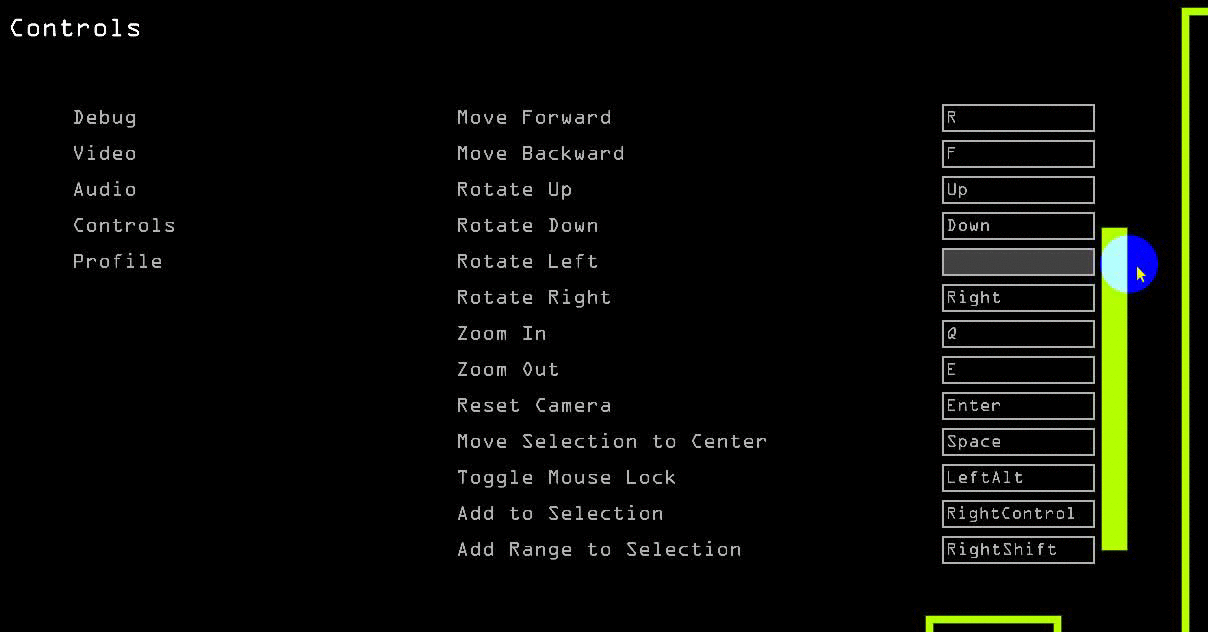 Controls
Debug
Video
Audio
Controls
Profile
Move Forward R
Move Backward F
Rotate Up Up
Rotate Down Down
Rotate Left
Rotate Right Right
Zoom In Q
Zoom Out E
Reset Camera Enter
Move Selection to Center Space
Toggle Mouse Lock LeftAlt
Add to Selection RightControl
Add Range to Selection RightShift